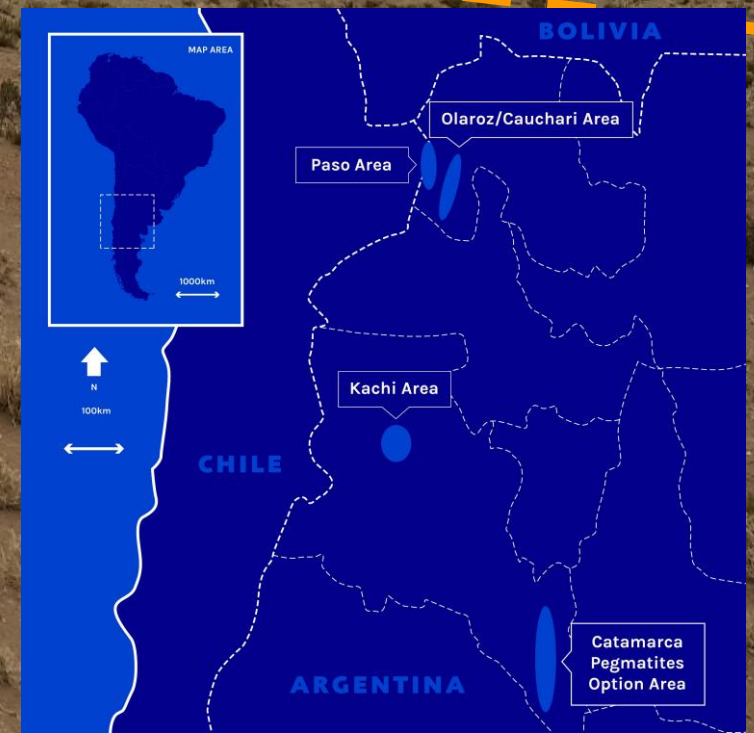 BOLIVIA
MAP AREA
1000km
Olaroz/Cauchari Area
Paso Area
N
100km
Kachi Area
CHILE
Catamarca
Pegmatites
Option Area
ARGENTINA